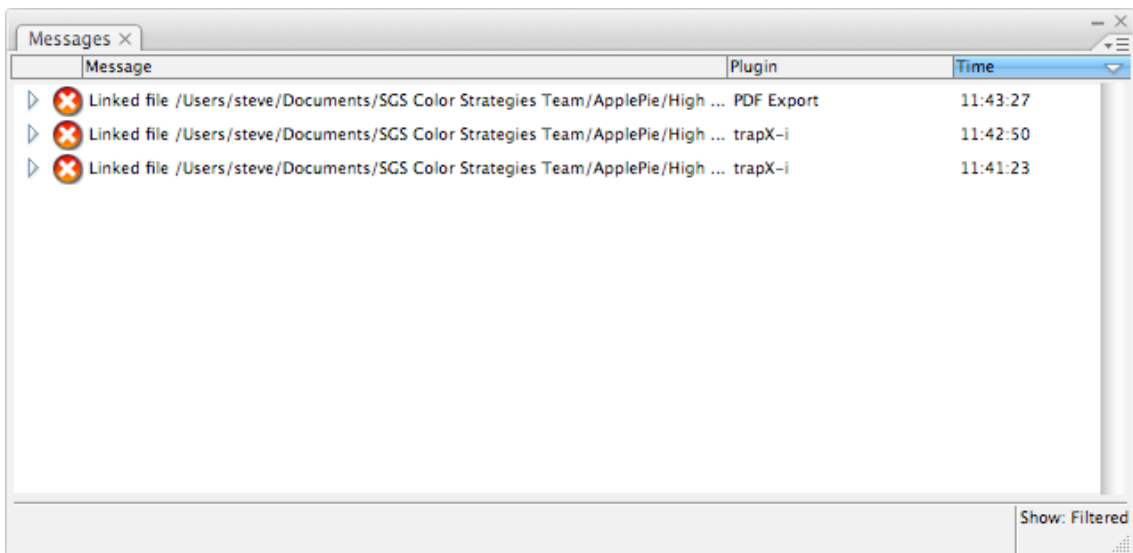 Messages ×
Message Plugin Time
Linked file /Users/steve/Documents/SGS Color Strategies Team/ApplePie/High ... PDF Export 11:43:27
Linked file /Users/steve/Documents/SGS Color Strategies Team/ApplePie/High ... trapX-i 11:42:50
Linked file /Users/steve/Documents/SGS Color Strategies Team/ApplePie/High ... trapX-i 11:41:23
Show: Filtered